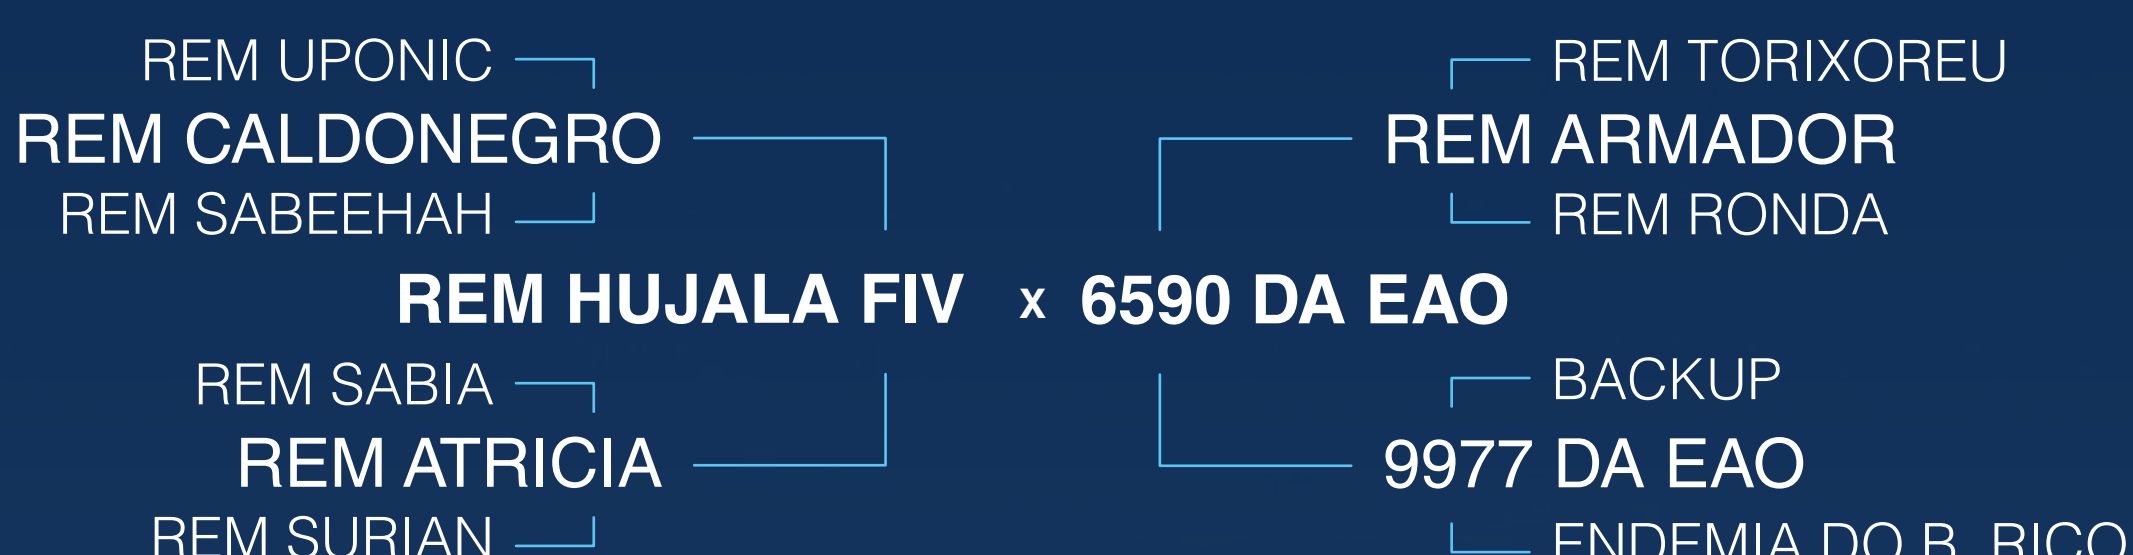 REM UPONIC
REM TORIXOREU
REM CALDONEGRO
REM ARMADOR
REM SABEEHAH
REM RONDA
REM HUJALA FIV x 6590 DA EAO
REM SABIA
BACKUP
REM ATRICIA
9977 DA EAO
REM SURIAN
ENDEMIA DO B. RICO